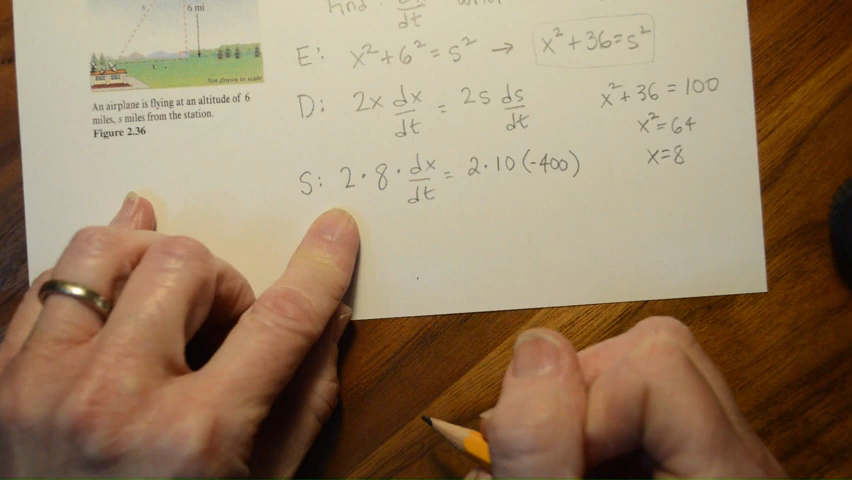 s
6 mi
x
Not drawn to scale
An airplane is flying at an altitude of 6
miles, s miles from the station.
Figure 2.36
dx/dt
E: x² + 6² = s² → x² + 36 = s²
D: 2x dx/dt = 2s ds/dt
S: 2 · 8 · dx/dt = 2 · 10 (-400)
x² + 36 = 100
x² = 64
x = 8